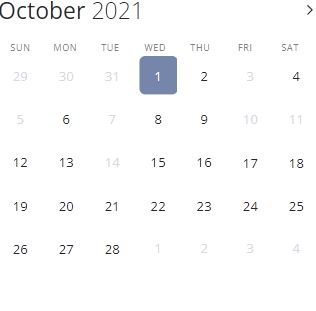 October 2021
SUN MON TUE WED THU FRI SAT
29 30 31 1 2 3 4
5 6 7 8 9 10 11
12 13 14 15 16 17 18
19 20 21 22 23 24 25
26 27 28 1 2 3 4